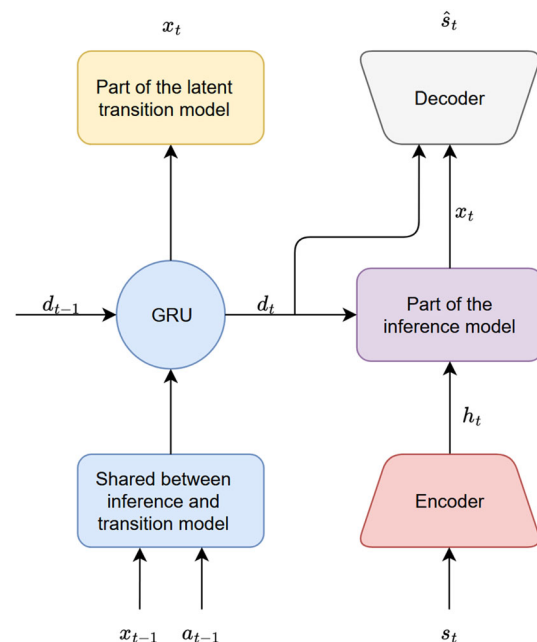 x_t
ŝ_t
Part of the latent
transition model
Decoder
x_t
d_{t-1}
GRU
d_t
Part of the
inference model
h_t
Shared between
inference and
transition model
Encoder
x_{t-1}
a_{t-1}
s_t